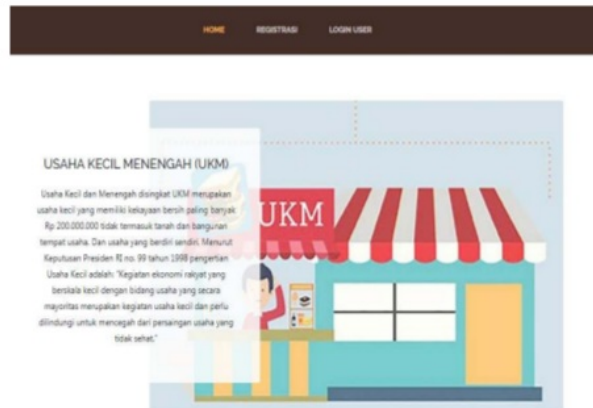 HOME REGISTRASI LOGIN USER
USAHA KECIL MENENGAH (UKM)
Usaha Kecil dan Menengah disingkat UKM merupakan
usaha kecil yang memiliki kekayaan bersih paling banyak
Rp 200.000.000 tidak termasuk tanah dan bangunan
tempat usaha. Dan usaha yang berdiri sendiri. Menurut
Keputusan Presiden RI no. 99 tahun 1998 pengertian
Usaha Kecil adalah: "Kegiatan ekonomi rakyat yang
berskala kecil dengan bidang usaha yang secara
mayoritas merupakan kegiatan usaha kecil dan perlu
dilindungi untuk mencegah dari persaingan usaha yang
tidak sehat."
UKM